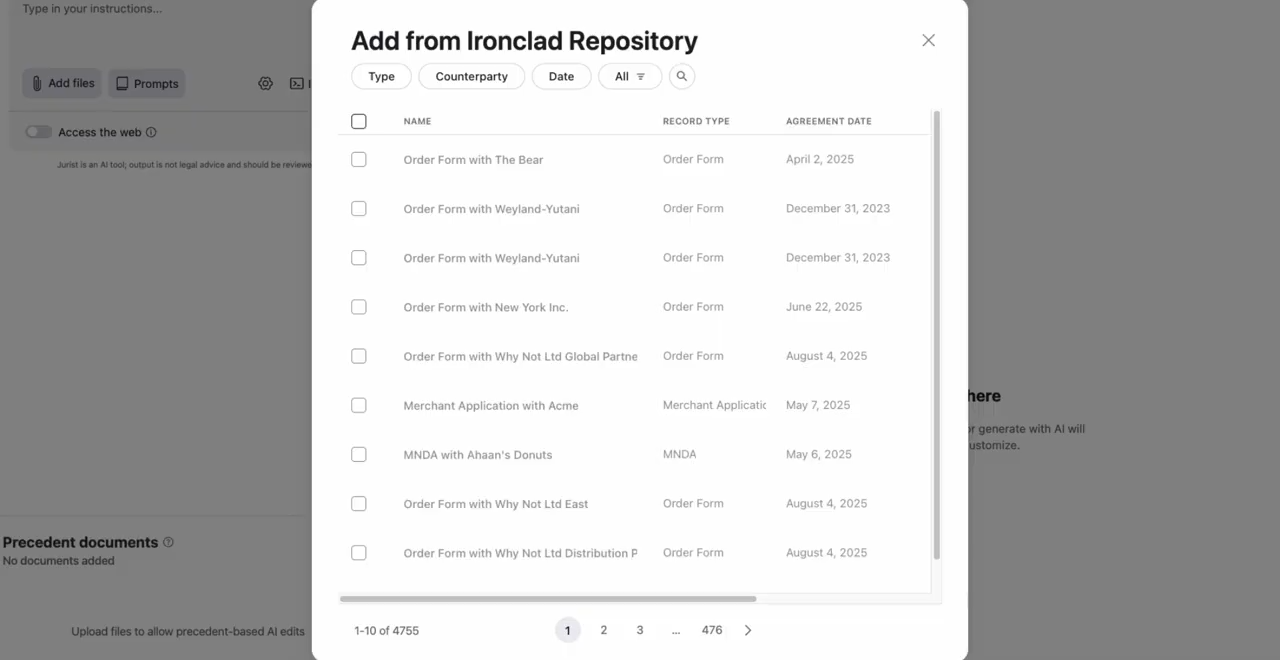 Type in your instructions...
Add files
Prompts
Access the web
Jurist is an AI tool; output is not legal advice and should be reviewe
Precedent documents
No documents added
Upload files to allow precedent-based AI edits
Add from Ironclad Repository
Type Counterparty Date All
NAME RECORD TYPE AGREEMENT DATE
Order Form with The Bear Order Form April 2, 2025
Order Form with Weyland-Yutani Order Form December 31, 2023
Order Form with Weyland-Yutani Order Form December 31, 2023
Order Form with New York Inc. Order Form June 22, 2025
Order Form with Why Not Ltd Global Partne Order Form August 4, 2025
Merchant Application with Acme Merchant Applicatio May 7, 2025
MNDA with Ahaan's Donuts MNDA May 6, 2025
Order Form with Why Not Ltd East Order Form August 4, 2025
Order Form with Why Not Ltd Distribution P Order Form August 4, 2025
1-10 of 4755 1 2 3 ... 476
here
or generate with AI will
ustomize.